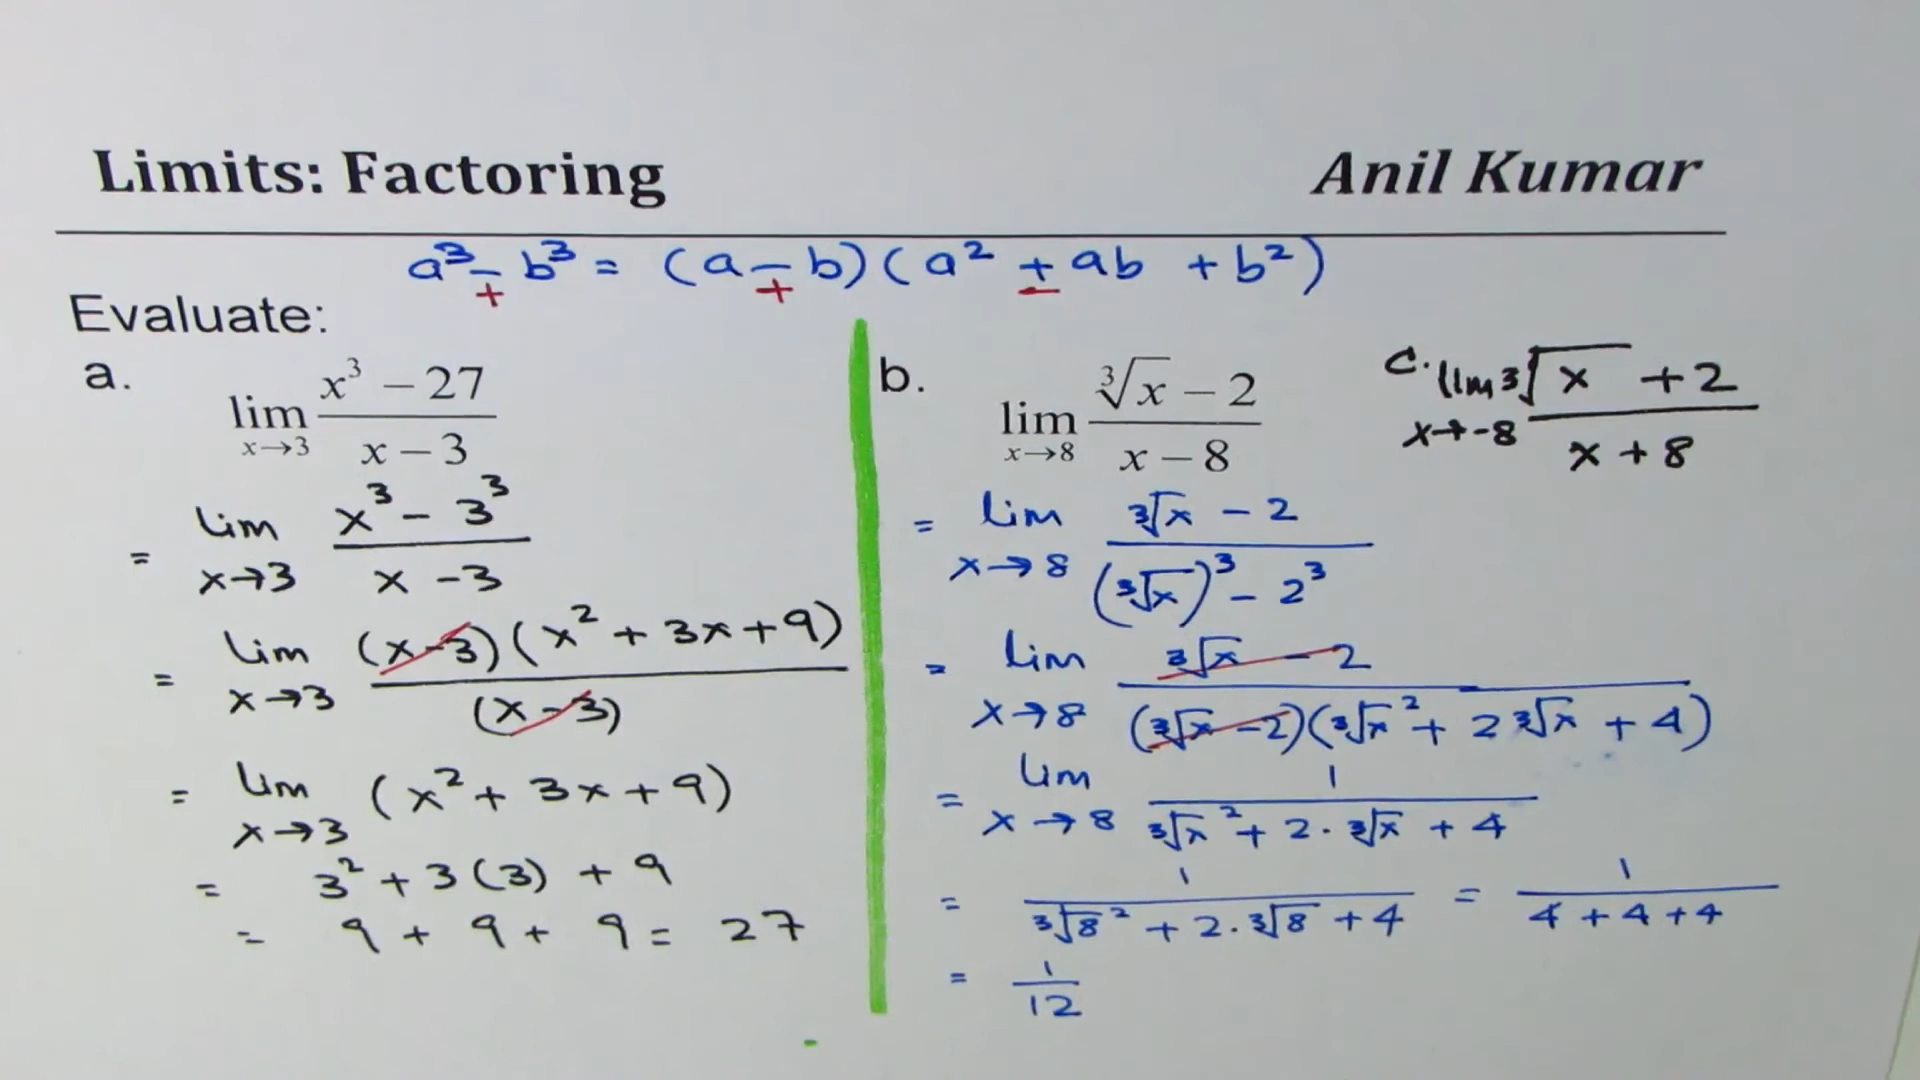 Limits: Factoring
Anil Kumar
a³ - b³ = (a - b)(a² + ab + b²)
+ + -
Evaluate:
a.
lim x→3 (x³ - 27)/(x - 3)
= lim x→3 (x³ - 3³)/(x - 3)
= lim x→3 (x-3)(x² + 3x + 9)/(x-3)
= lim x→3 (x² + 3x + 9)
= 3² + 3(3) + 9
= 9 + 9 + 9 = 27
b.
lim x→8 (∛x - 2)/(x - 8)
= lim x→8 (∛x - 2)/((∛x)³ - 2³)
= lim x→8 (∛x - 2)/((∛x - 2)(∛x² + 2∛x + 4))
= lim x→8 1/(∛x² + 2·∛x + 4)
= 1/(∛8² + 2·∛8 + 4) = 1/(4 + 4 + 4)
= 1/12
c. lim x→-8 (∛x + 2)/(x + 8)